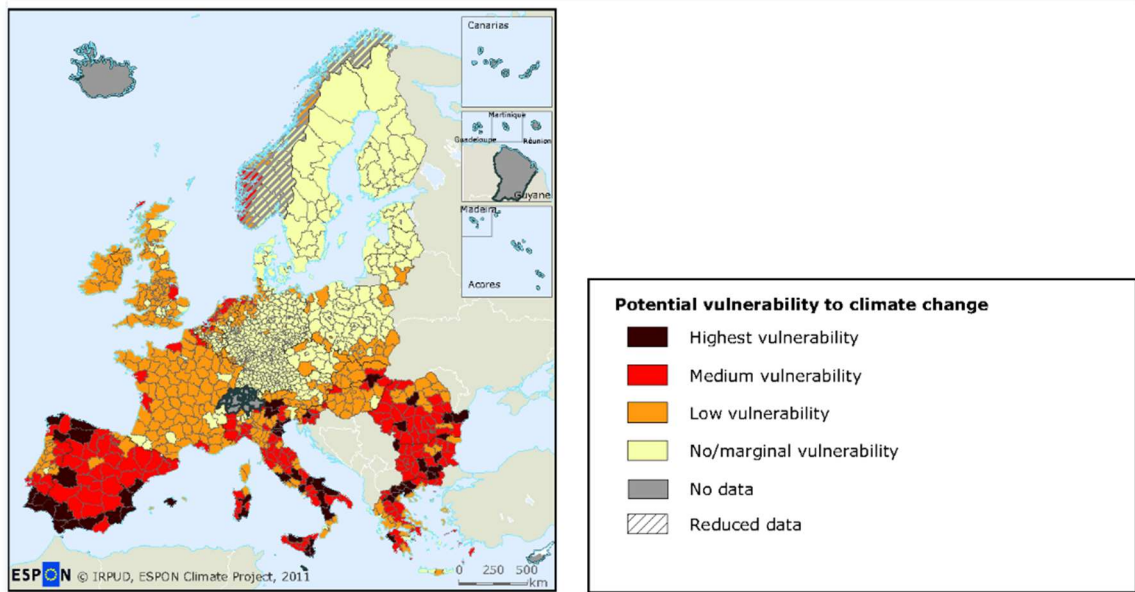 Canarias
Martinique
Guadeloupe
Réunion
Guyane
Madeira
Acores
ESPON © IRPUD, ESPON Climate Project, 2011
0 250 500
km
Potential vulnerability to climate change
Highest vulnerability
Medium vulnerability
Low vulnerability
No/marginal vulnerability
No data
Reduced data